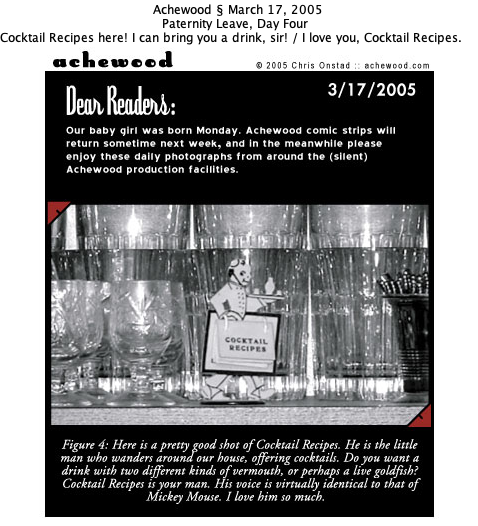 Achewood § March 17, 2005
Paternity Leave, Day Four
Cocktail Recipes here! I can bring you a drink, sir! / I love you, Cocktail Recipes.
achewood
© 2005 Chris Onstad :: achewood.com
3/17/2005
Dear Readers:
Our baby girl was born Monday. Achewood comic strips will
return sometime next week, and in the meanwhile please
enjoy these daily photographs from around the (silent)
Achewood production facilities.
COCKTAIL
RECIPES
Figure 4: Here is a pretty good shot of Cocktail Recipes. He is the little
man who wanders around our house, offering cocktails. Do you want a
drink with two different kinds of vermouth, or perhaps a live goldfish?
Cocktail Recipes is your man. His voice is virtually identical to that of
Mickey Mouse. I love him so much.